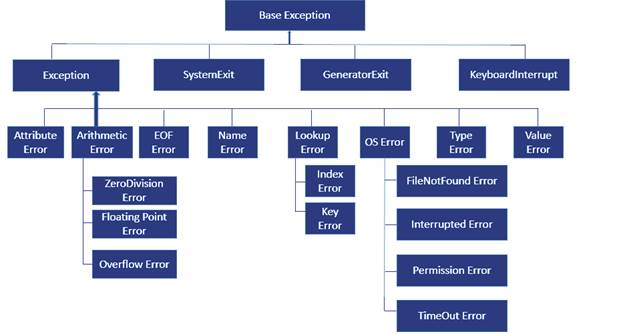 Base Exception
Exception
SystemExit
GeneratorExit
KeyboardInterrupt
Attribute
Error
Arithmetic
Error
EOF
Error
Name
Error
Lookup
Error
OS Error
Type
Error
Value
Error
ZeroDivision
Error
Floating Point
Error
Overflow Error
Index
Error
Key
Error
FileNotFound Error
Interrupted Error
Permission Error
TimeOut Error